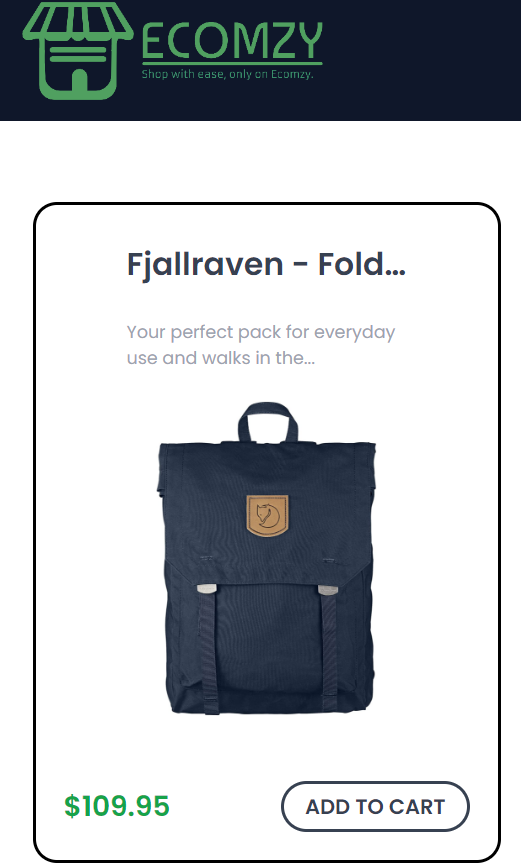 ECOMZY
Shop with ease, only on Ecomzy.
Fjallraven - Fold...
Your perfect pack for everyday
use and walks in the...
$109.95
ADD TO CART